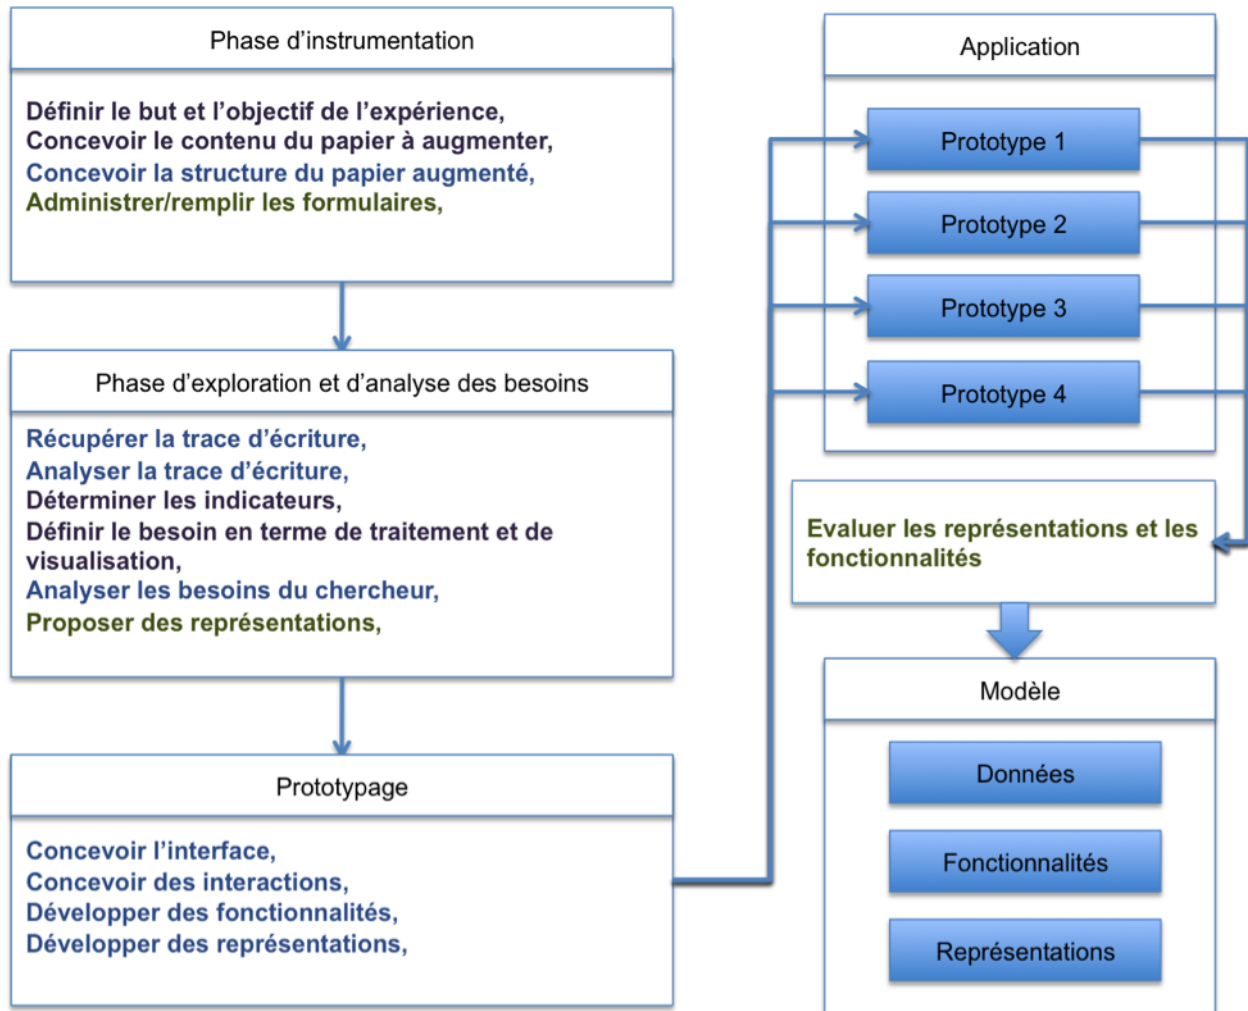 Phase d’instrumentation
Définir le but et l’objectif de l’expérience,
Concevoir le contenu du papier à augmenter,
Concevoir la structure du papier augmenté,
Administrer/remplir les formulaires,
Phase d’exploration et d’analyse des besoins
Récupérer la trace d’écriture,
Analyser la trace d’écriture,
Déterminer les indicateurs,
Définir le besoin en terme de traitement et de
visualisation,
Analyser les besoins du chercheur,
Proposer des représentations,
Prototypage
Concevoir l’interface,
Concevoir des interactions,
Développer des fonctionnalités,
Développer des représentations,
Application
Prototype 1
Prototype 2
Prototype 3
Prototype 4
Evaluer les représentations et les
fonctionnalités
Modèle
Données
Fonctionnalités
Représentations